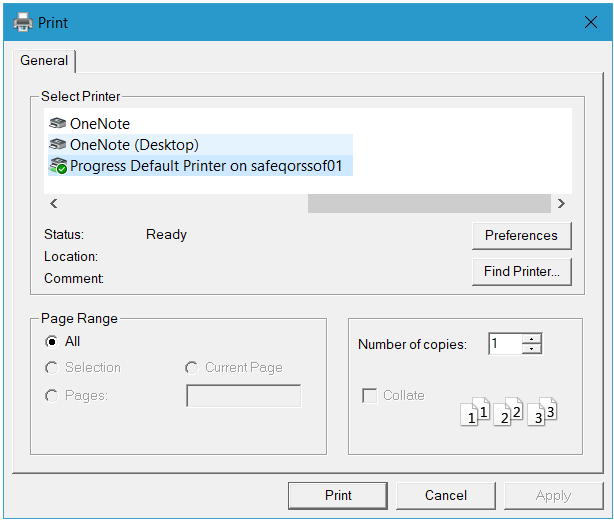 Print
General
Select Printer
OneNote
OneNote (Desktop)
Progress Default Printer on safeqorssof01
Status: Ready
Location:
Comment:
Preferences
Find Printer...
Page Range
All
Selection Current Page
Pages:
Number of copies: 1
Collate
1 1 2 2 3 3
Print Cancel Apply